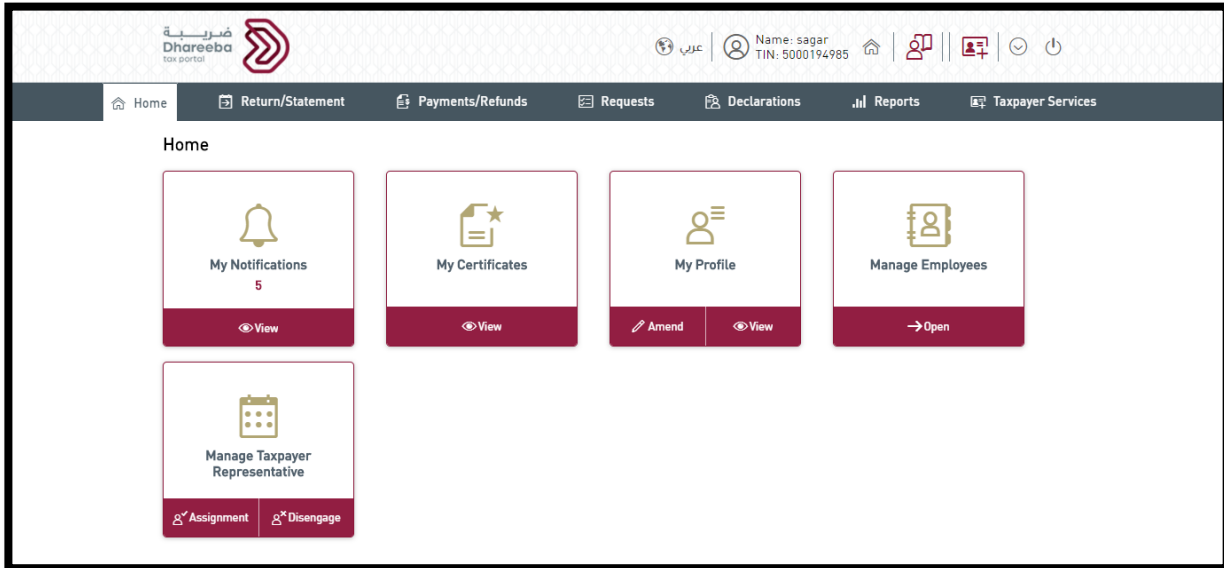 ضريبة
Dhareeba
tax portal
عربي
Name: sagar
TIN: 5000194985
Home
Return/Statement
Payments/Refunds
Requests
Declarations
Reports
Taxpayer Services
Home
My Notifications
5
View
My Certificates
View
My Profile
Amend
View
Manage Employees
Open
Manage Taxpayer
Representative
Assignment
Disengage